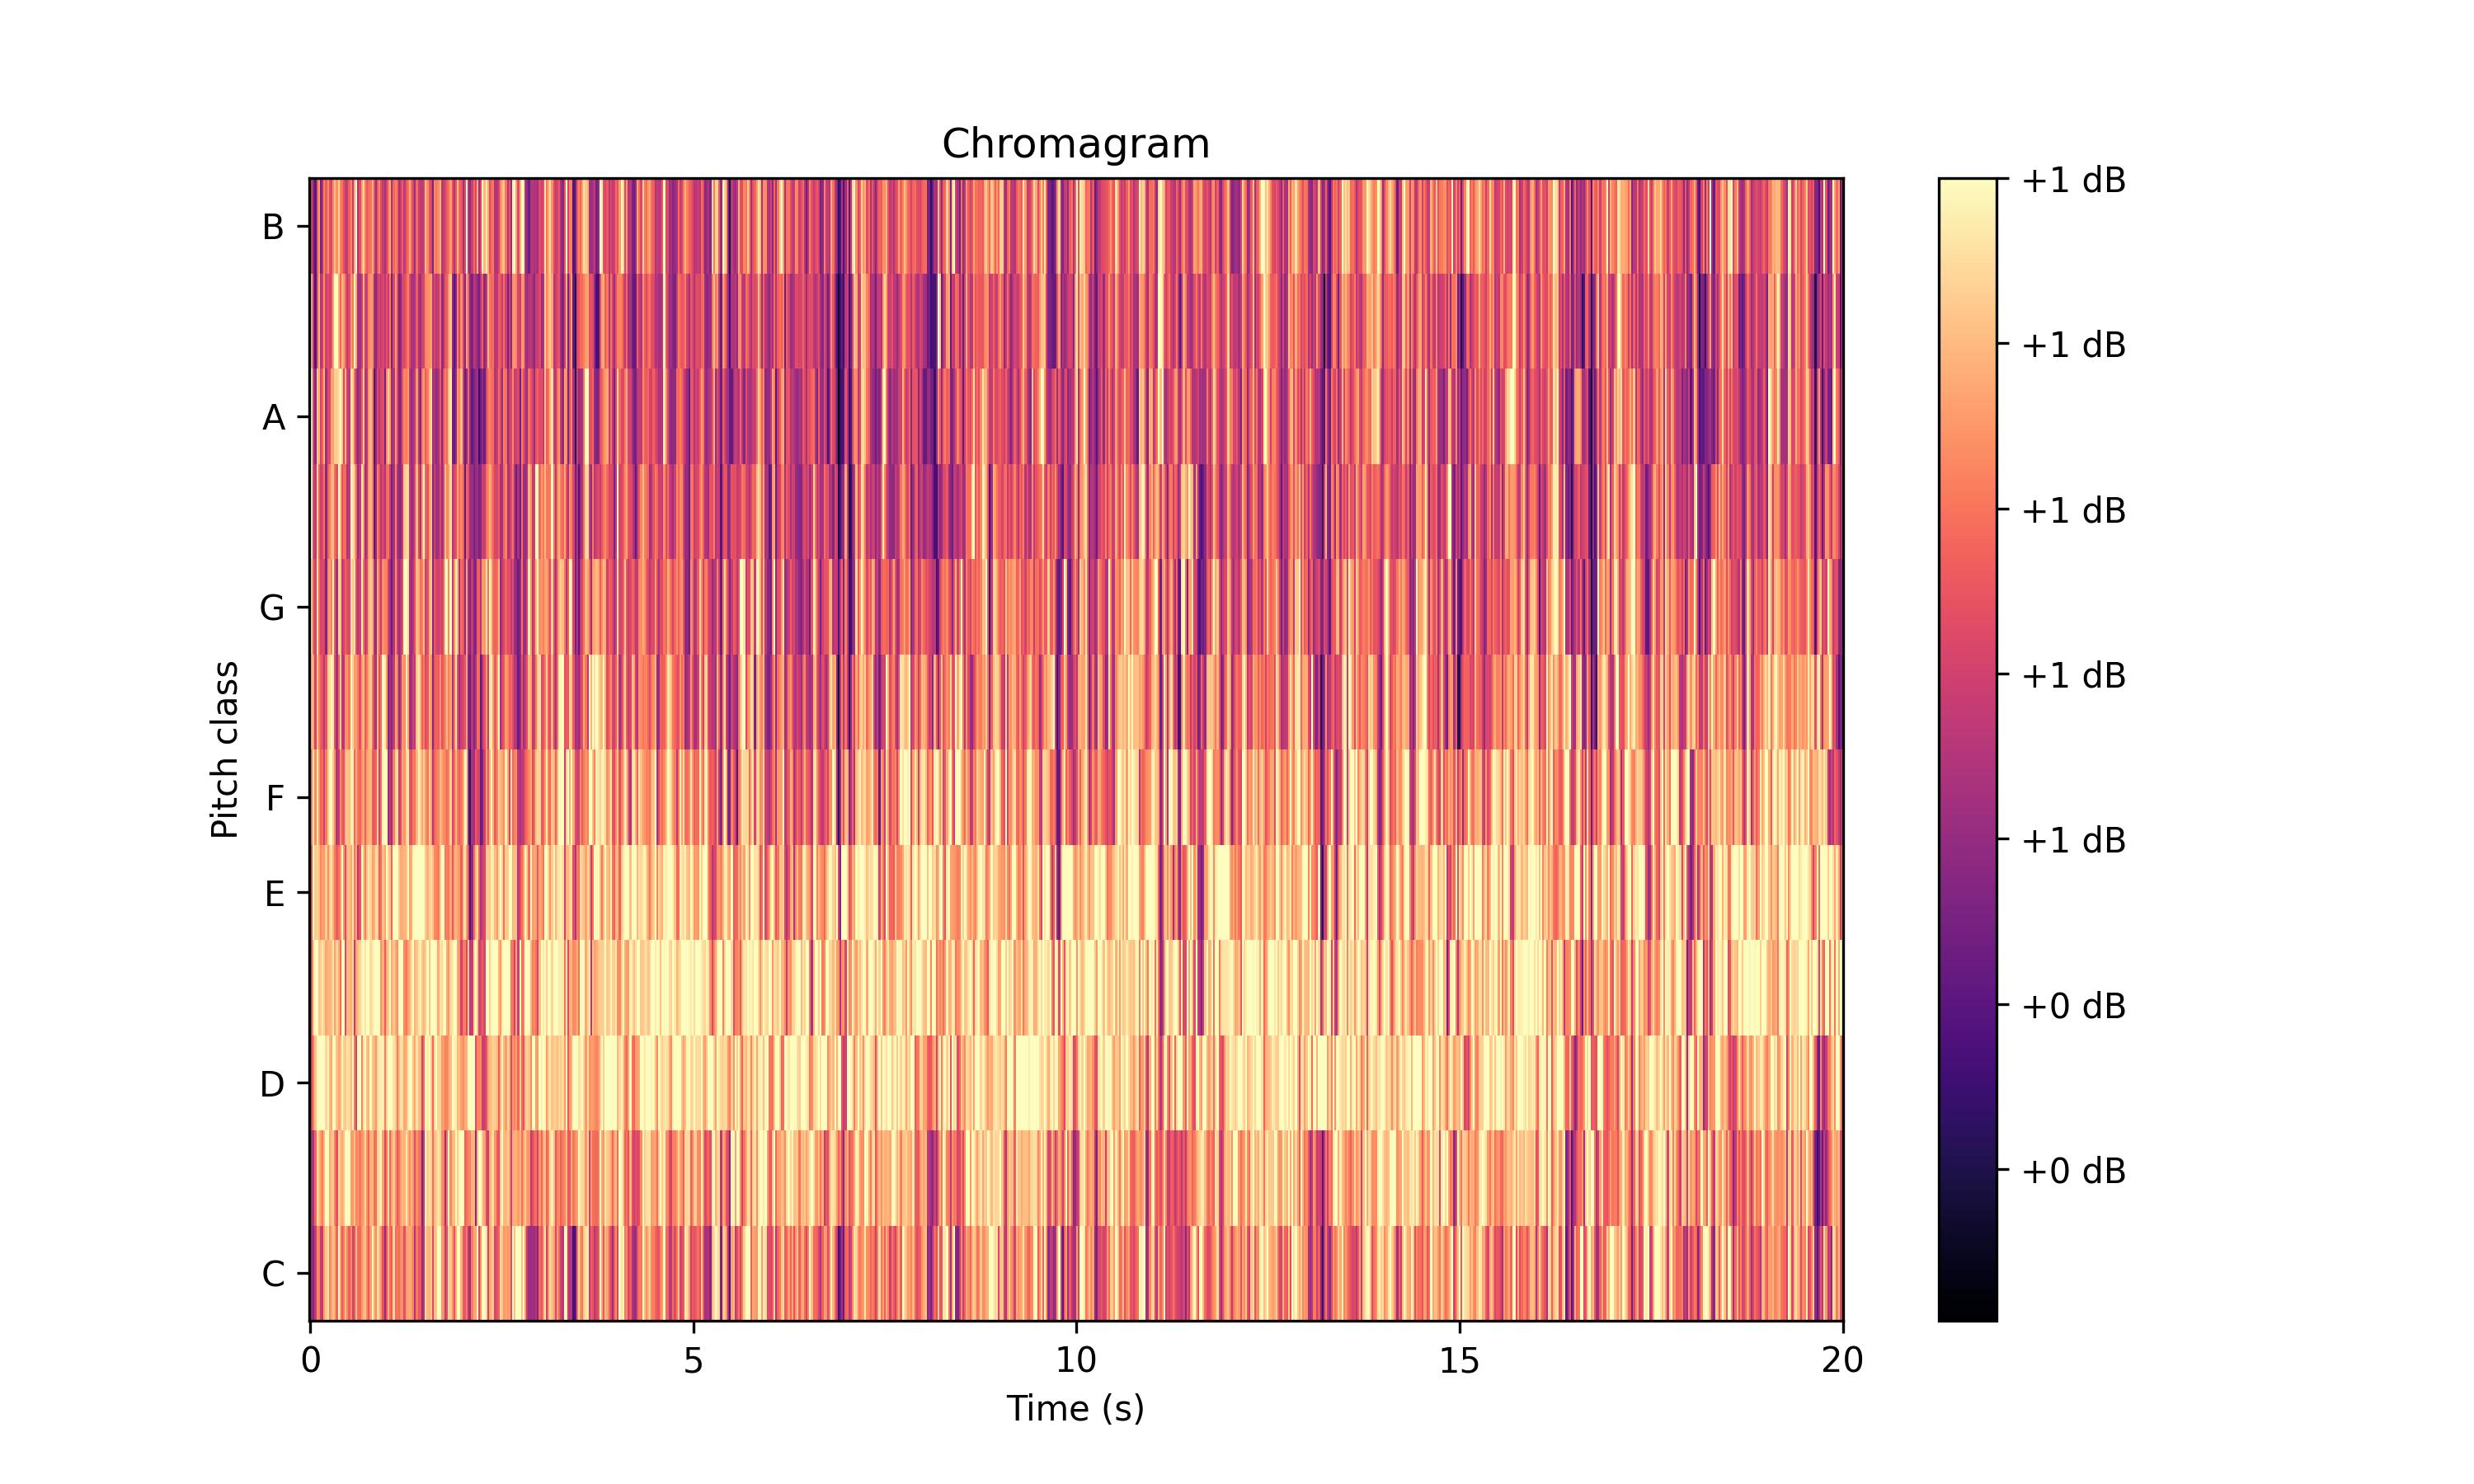 Chromagram
B
A
G
F
E
D
C
Pitch class
0
5
10
15
20
Time (s)
+1 dB
+1 dB
+1 dB
+1 dB
+1 dB
+0 dB
+0 dB